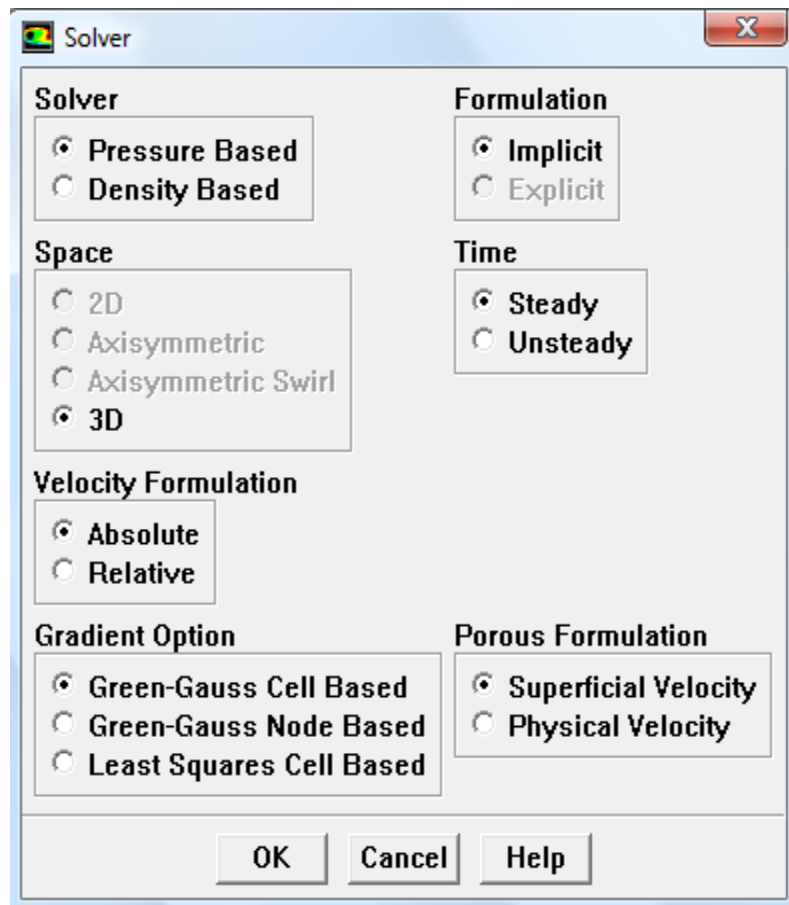 Solver
Solver
Pressure Based
Density Based
Formulation
Implicit
Explicit
Space
2D
Axisymmetric
Axisymmetric Swirl
3D
Time
Steady
Unsteady
Velocity Formulation
Absolute
Relative
Gradient Option
Green-Gauss Cell Based
Green-Gauss Node Based
Least Squares Cell Based
Porous Formulation
Superficial Velocity
Physical Velocity
OK Cancel Help